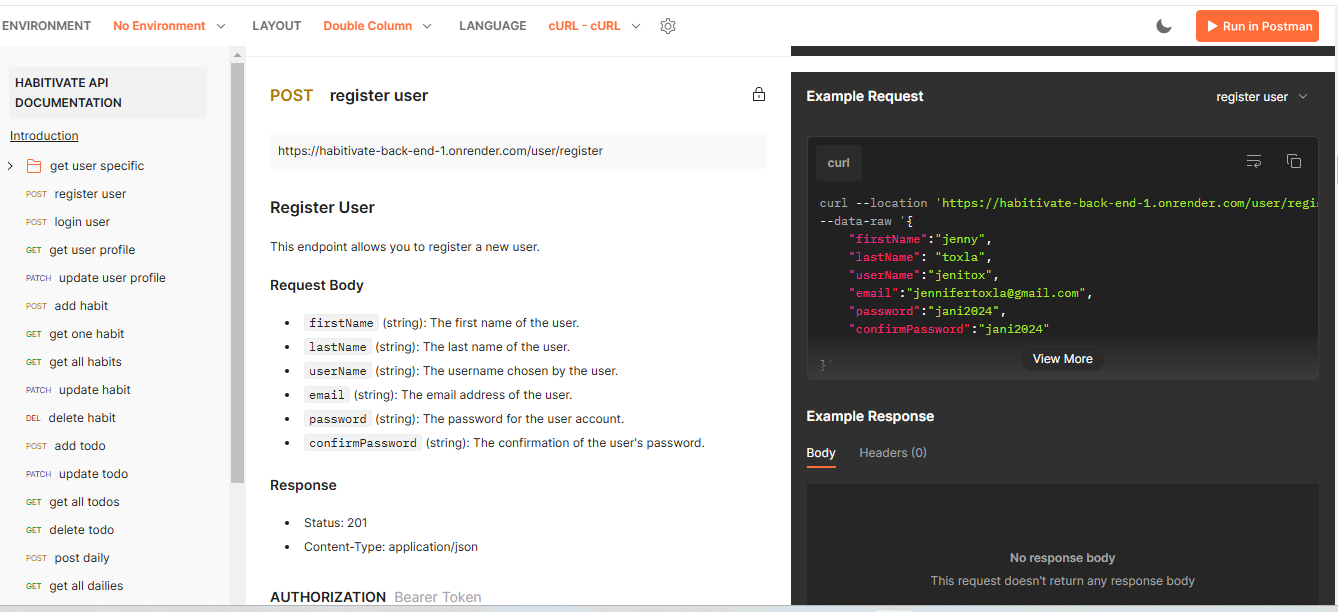 ENVIRONMENT No Environment LAYOUT Double Column LANGUAGE cURL - cURL Run in Postman
HABITIVATE API
DOCUMENTATION
Introduction
get user specific
POST register user
POST login user
GET get user profile
PATCH update user profile
POST add habit
GET get one habit
GET get all habits
PATCH update habit
DEL delete habit
POST add todo
PATCH update todo
GET get all todos
GET delete todo
POST post daily
GET get all dailies
POST register user
https://habitivate-back-end-1.onrender.com/user/register
Register User
This endpoint allows you to register a new user.
Request Body
• firstName (string): The first name of the user.
• lastName (string): The last name of the user.
• userName (string): The username chosen by the user.
• email (string): The email address of the user.
• password (string): The password for the user account.
• confirmPassword (string): The confirmation of the user's password.
Response
• Status: 201
• Content-Type: application/json
AUTHORIZATION Bearer Token
Example Request register user
curl
curl --location 'https://habitivate-back-end-1.onrender.com/user/regi
--data-raw '{
"firstName":"jenny",
"lastName": "toxla",
"userName":"jenitox",
"email":"jennifertoxla@gmail.com",
"password":"jani2024",
"confirmPassword":"jani2024"
View More
}'
Example Response
Body Headers (0)
No response body
This request doesn't return any response body